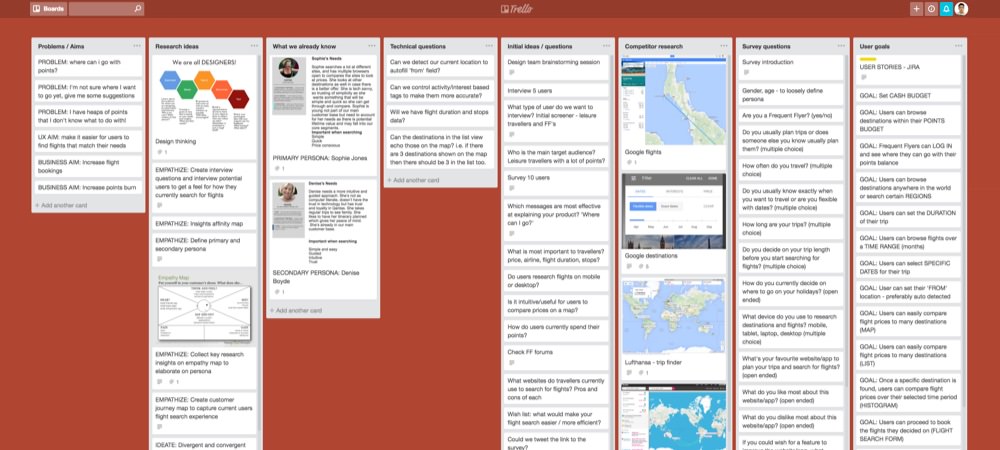 Boards
Trello
Problems / Aims
PROBLEM: where can i go with
points?
PROBLEM: I'm not sure where I want
to go yet, give me some suggestions
PROBLEM: I have heaps of points
that I don't know what to do with!
UX AIM: make it easier for users to
find flights that match their needs
BUSINESS AIM: Increase flight
bookings
BUSINESS AIM: Increase points burn
+ Add another card
Research ideas
We are all DESIGNERS!
Design thinking
1
EMPATHIZE: Create interview
questions and interview potential
users to get a feel for how they
currently search for flights
EMPATHIZE: Insights affinity map
EMPATHIZE: Define primary and
secondary persona
Empathy Map
EMPATHIZE: Collect key research
insights on empathy map to
elaborate on persona
1
EMPATHIZE: Create customer
journey map to capture current users
flight search experience
IDEATE: Divergent and convergent
What we already know
Sophie's Needs
Important when searching
Simple
Quick
Price conscious
PRIMARY PERSONA: Sophie Jones
1
Denise's Needs
Important when searching
Simple and easy
Guided
Intuitive
Trust
SECONDARY PERSONA: Denise
Boyde
1
+ Add another card
Technical questions
Can we detect our current location to
autofill 'from' field?
Can we control activity/interest based
tags to make them more accurate?
Will we have flight duration and stops
data?
Can the destinations in the list view
echo those on the map? i.e. if there
are 3 destinations shown on the map
then there should be 3 in the list too.
+ Add another card
Initial ideas / questions
Design team brainstorming session
Interview 5 users
What type of user do we want to
interview? Initial screener - leisure
travellers and FF's
Who is the main target audience?
Leisure travellers with a lot of points?
Survey 10 users
Which messages are most effective
at explaining your product? 'Where
can I go?'
What is most important to travellers?
price, airline, flight duration, stops?
Do users research flights on mobile
or desktop?
Is it intuitive/useful for users to
compare prices on a map?
How do users currently spend their
points?
Check FF forums
What websites do travellers currently
use to search for flights? Pros and
cons of each
Wish list: what would make your
flight search easier / more efficient?
Could we tweet the link to the
survey?
Competitor research
Google flights
1
Filter
Google destinations
Lufthansa - trip finder
1
Survey questions
Survey introduction
Gender, age - to loosely define
persona
Are you a Frequent Flyer? (yes/no)
Do you usually plan trips or does
someone else you know usually plan
them? (multiple choice)
How often do you travel? (multiple
choice)
Do you usually know exactly when
you want to travel or are you flexible
with dates? (multiple choice)
How long are your trips? (multiple
choice)
Do you decide on your trip length
before you start searching for
flights? (multiple choice)
How do you currently decide on
where to go on your holidays? (open
ended)
What device do you use to research
destinations and flights? mobile,
tablet, laptop, desktop (multiple
choice)
What's your favourite website/app to
plan your trips and search for flights?
(open ended)
What do you like most about this
website/app? (open ended)
What do you dislike most about this
website/app? (open ended)
If you could wish for a feature to
User goals
USER STORIES - JIRA
GOAL: Set CASH BUDGET
GOAL: Users can browse
destinations within their POINTS
BUDGET
GOAL: Frequent Flyers can LOG IN
and see where they can go with their
points balance
GOAL: Users can browse
destinations anywhere in the world
or search certain REGIONS
GOAL: Users can set the DURATION
of their trip
GOAL: Users can browse flights over
a TIME RANGE (months)
GOAL: Users can select SPECIFIC
DATES for their trip
GOAL: User can set their 'FROM'
location - preferably auto detected
GOAL: Users can easily compare
flight prices to many destinations
(MAP)
GOAL: Users can easily compare
flight prices to many destinations
(LIST)
GOAL: Once a specific destination is
found, users can compare flight
prices over their selected time period
(HISTOGRAM)
GOAL: Users can proceed to book
the flights they decided on (FLIGHT
SEARCH FORM)